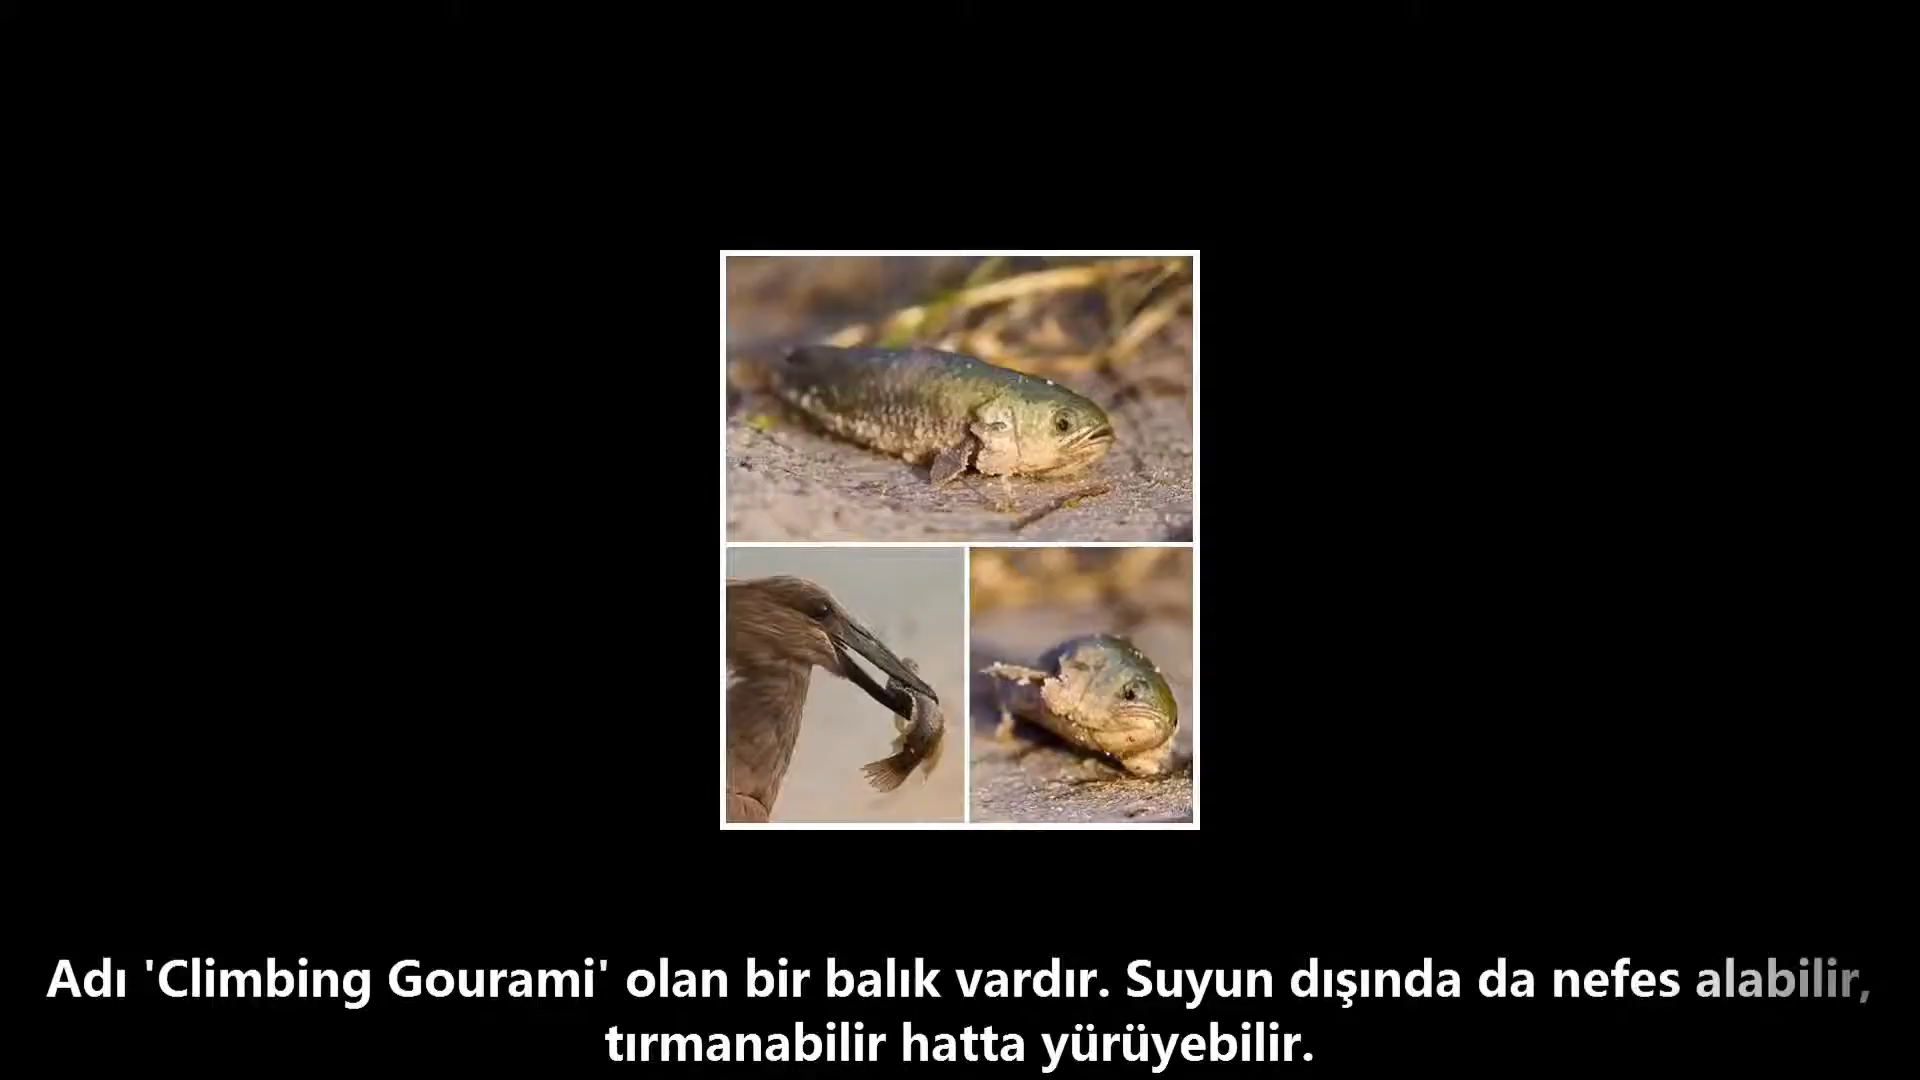 Adı 'Climbing Gourami' olan bir balık vardır. Suyun dışında da nefes alabilir,
tırmanabilir hatta yürüyebilir.